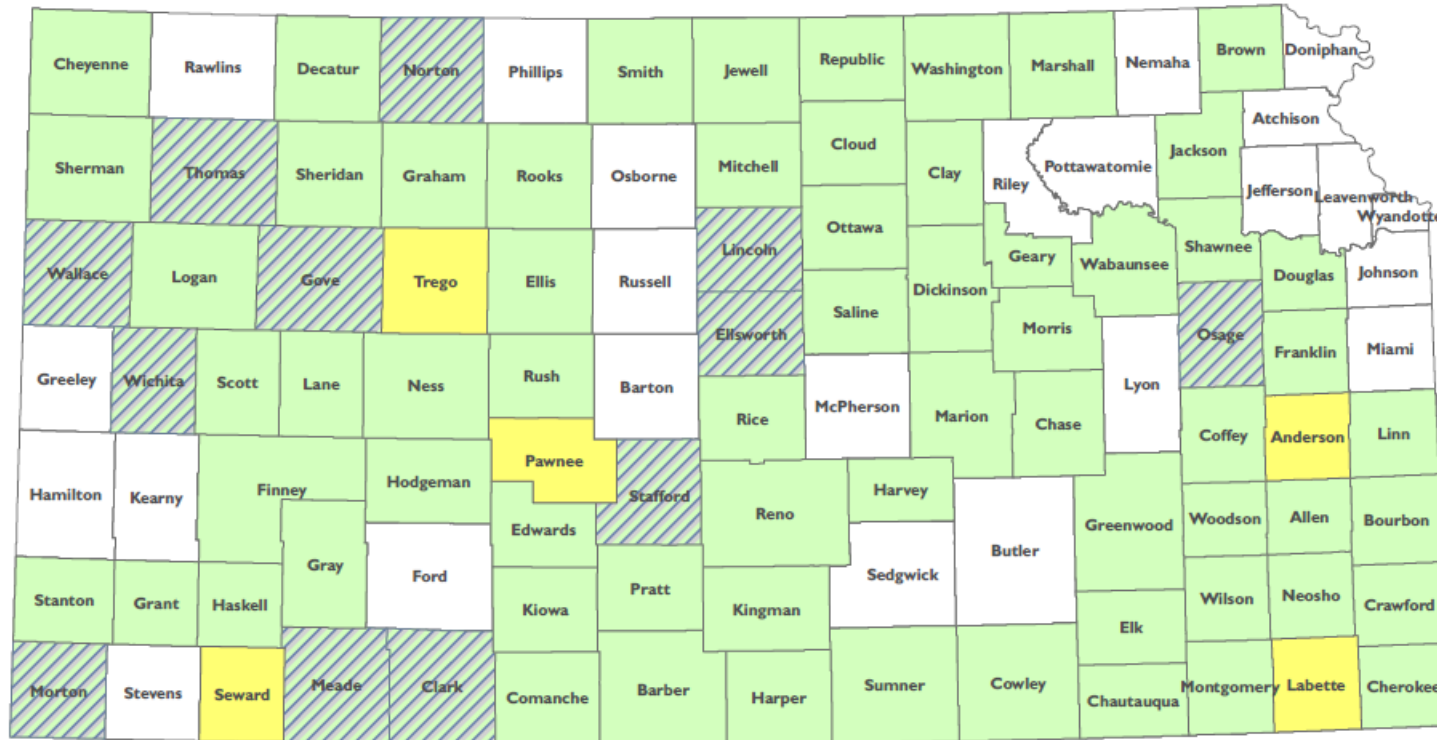 Cheyenne
Rawlins
Decatur
Norton
Phillips
Smith
Jewell
Republic
Washington
Marshall
Nemaha
Brown
Doniphan
Atchison
Sherman
Thomas
Sheridan
Graham
Rooks
Osborne
Mitchell
Cloud
Clay
Riley
Pottawatomie
Jackson
Jefferson
Leavenworth
Wyandotte
Wallace
Logan
Gove
Trego
Ellis
Russell
Lincoln
Ottawa
Saline
Dickinson
Geary
Wabaunsee
Shawnee
Douglas
Johnson
Ellsworth
Morris
Osage
Franklin
Miami
Greeley
Wichita
Scott
Lane
Ness
Rush
Barton
Rice
McPherson
Marion
Chase
Lyon
Coffey
Anderson
Linn
Hamilton
Kearny
Finney
Hodgeman
Pawnee
Stafford
Reno
Harvey
Greenwood
Woodson
Allen
Bourbon
Edwards
Gray
Ford
Sedgwick
Butler
Stanton
Grant
Haskell
Kiowa
Pratt
Kingman
Elk
Wilson
Neosho
Crawford
Morton
Stevens
Seward
Meade
Clark
Comanche
Barber
Harper
Sumner
Cowley
Chautauqua
Montgomery
Labette
Cherokee